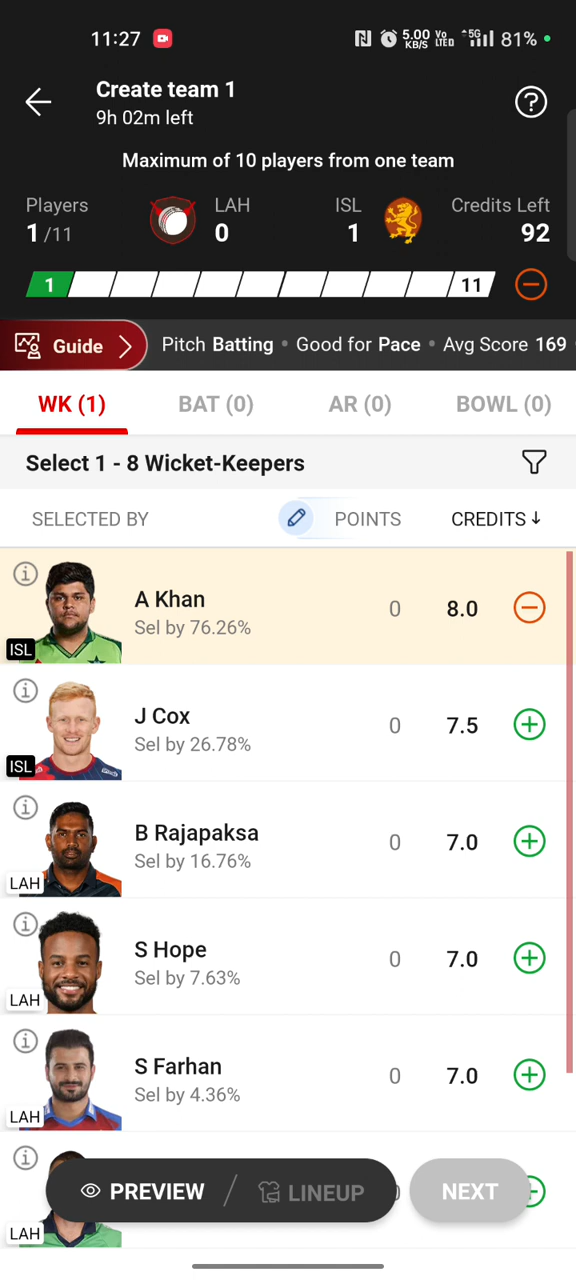 11:27 5.00 KB/S Vo LTED 5G 81%
Create team 1
9h 02m left
Maximum of 10 players from one team
Players LAH ISL Credits Left
1 /11 0 1 92
1 11
Guide Pitch Batting • Good for Pace • Avg Score 169
WK (1) BAT (0) AR (0) BOWL (0)
Select 1 - 8 Wicket-Keepers
SELECTED BY POINTS CREDITS ↓
A Khan 0 8.0
Sel by 76.26%
ISL
J Cox 0 7.5
Sel by 26.78%
ISL
B Rajapaksa 0 7.0
Sel by 16.76%
LAH
S Hope 0 7.0
Sel by 7.63%
LAH
S Farhan 0 7.0
Sel by 4.36%
LAH
PREVIEW / LINEUP NEXT
LAH